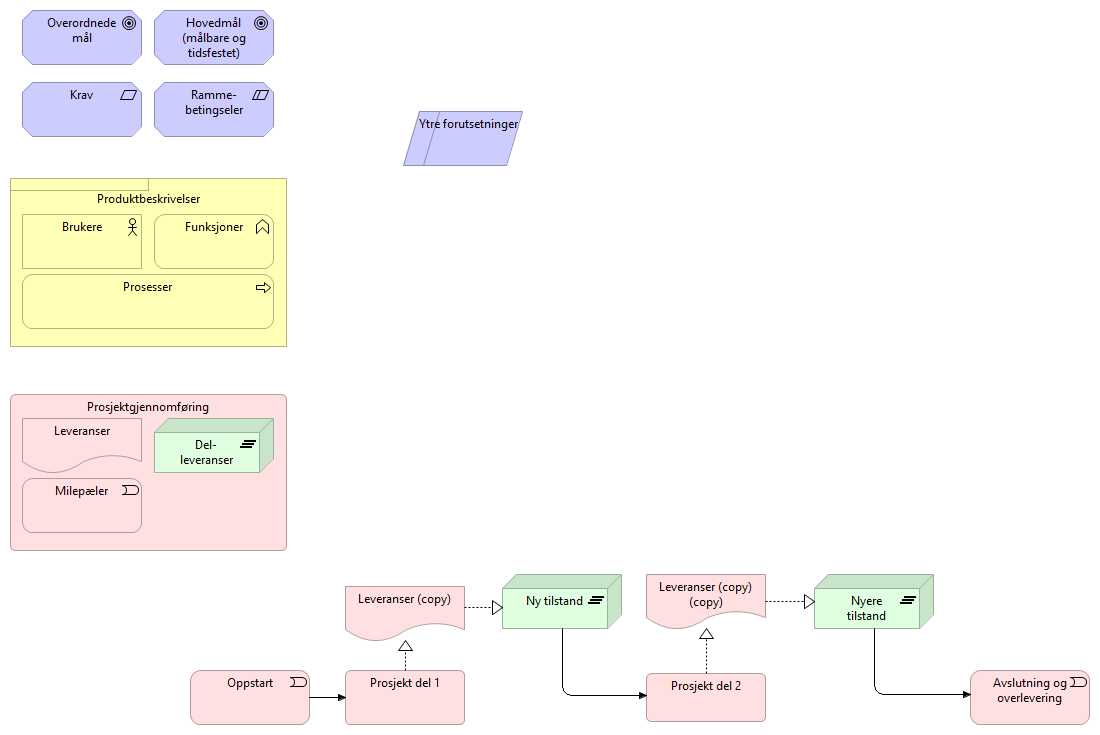 Overordnede
mål
Hovedmål
(målbare og
tidsfestet)
Krav
Ramme-
betingseler
Ytre forutsetninger
Produktbeskrivelser
Brukere
Funksjoner
Prosesser
Prosjektgjennomføring
Leveranser
Del-
leveranser
Milepæler
Leveranser (copy)
Ny tilstand
Leveranser (copy)
(copy)
Nyere
tilstand
Oppstart
Prosjekt del 1
Prosjekt del 2
Avslutning og
overlevering